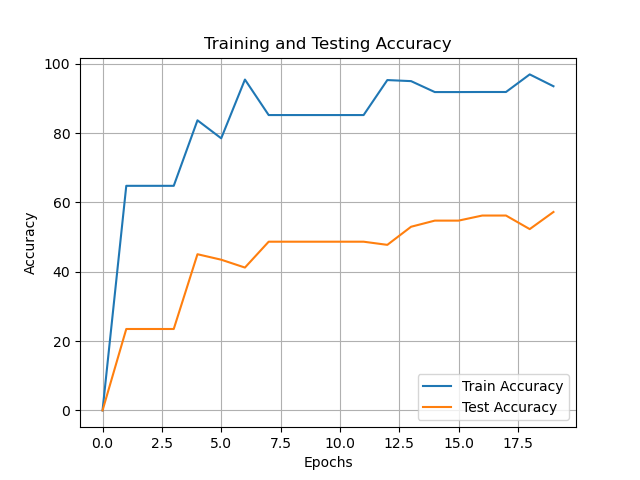 Training and Testing Accuracy
100
80
60
40
20
0
Accuracy
0.0 2.5 5.0 7.5 10.0 12.5 15.0 17.5
Epochs
Train Accuracy
Test Accuracy